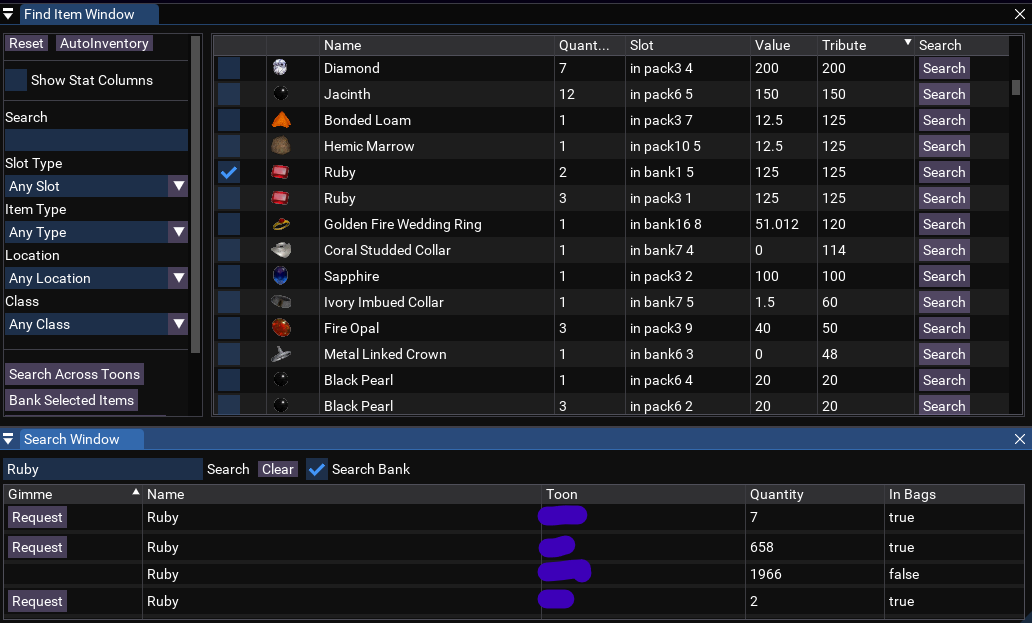 Find Item Window
Reset AutoInventory
Show Stat Columns
Search
Slot Type
Any Slot
Item Type
Any Type
Location
Any Location
Class
Any Class
Search Across Toons
Bank Selected Items
Name Quant... Slot Value Tribute Search
Diamond 7 in pack3 4 200 200 Search
Jacinth 12 in pack6 5 150 150 Search
Bonded Loam 1 in pack3 7 12.5 125 Search
Hemic Marrow 1 in pack10 5 12.5 125 Search
Ruby 2 in bank1 5 125 125 Search
Ruby 3 in pack3 1 125 125 Search
Golden Fire Wedding Ring 1 in bank16 8 51.012 120 Search
Coral Studded Collar 1 in bank7 4 0 114 Search
Sapphire 1 in pack3 2 100 100 Search
Ivory Imbued Collar 1 in bank7 5 1.5 60 Search
Fire Opal 3 in pack3 9 40 50 Search
Metal Linked Crown 1 in bank6 3 0 48 Search
Black Pearl 1 in pack6 4 20 20 Search
Black Pearl 3 in pack6 2 20 20 Search
Search Window
Ruby Search Clear Search Bank
Gimme Name Toon Quantity In Bags
Request Ruby 7 true
Request Ruby 658 true
Ruby 1966 false
Request Ruby 2 true